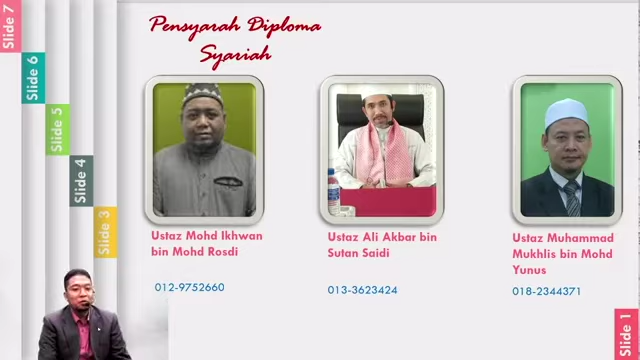 Pensyarah Diploma
Syariah
Slide 7
Slide 6
Slide 5
Slide 4
Slide 3
Ustaz Mohd Ikhwan
bin Mohd Rosdi
012-9752660
Ustaz Ali Akbar bin
Sutan Saidi
013-3623424
Ustaz Muhammad
Mukhlis bin Mohd
Yunus
018-2344371
Slide 1